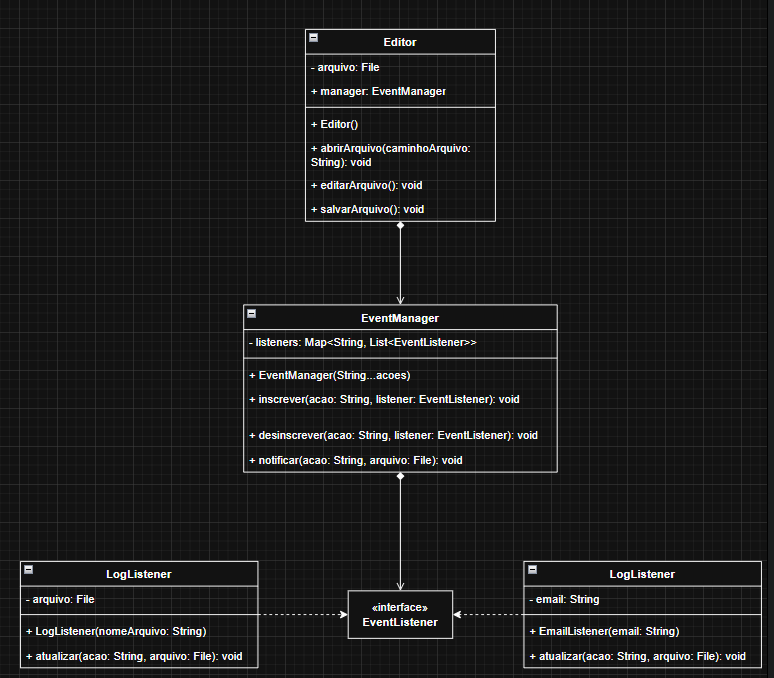 Editor
- arquivo: File
+ manager: EventManager
+ Editor()
+ abrirArquivo(caminhoArquivo:
String): void
+ editarArquivo(): void
+ salvarArquivo(): void
EventManager
- listeners: Map<String, List<EventListener>>
+ EventManager(String...acoes)
+ inscrever(acao: String, listener: EventListener): void
+ desinscrever(acao: String, listener: EventListener): void
+ notificar(acao: String, arquivo: File): void
LogListener
- arquivo: File
+ LogListener(nomeArquivo: String)
+ atualizar(acao: String, arquivo: File): void
«interface»
EventListener
LogListener
- email: String
+ EmailListener(email: String)
+ atualizar(acao: String, arquivo: File): void